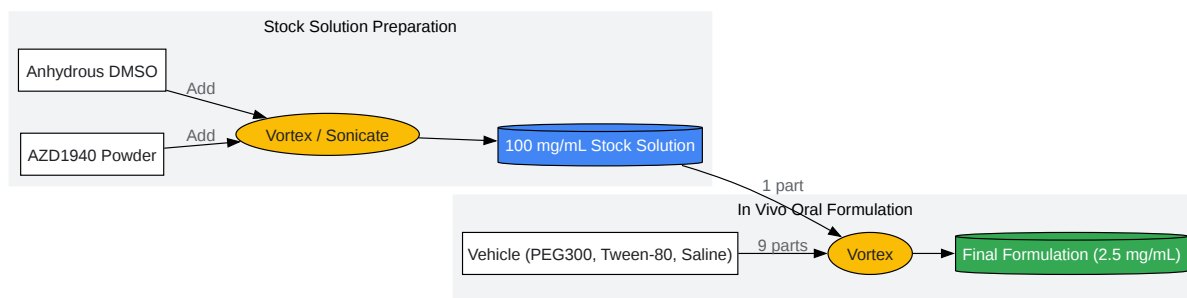 Stock Solution Preparation
Anhydrous DMSO
Add
AZD1940 Powder
Add
Vortex / Sonicate
100 mg/mL Stock Solution
1 part
In Vivo Oral Formulation
Vehicle (PEG300, Tween-80, Saline)
9 parts
Vortex
Final Formulation (2.5 mg/mL)